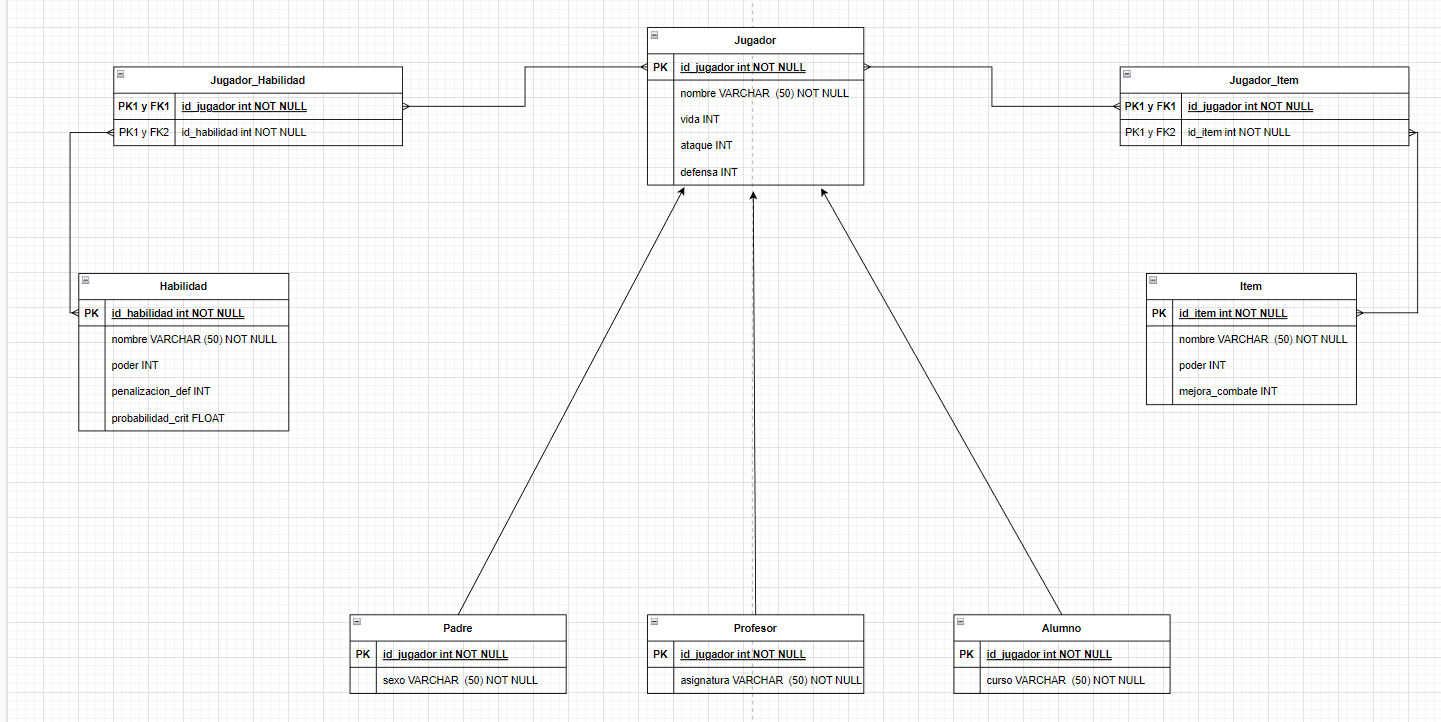 Jugador
PK id_jugador int NOT NULL
nombre VARCHAR (50) NOT NULL
vida INT
ataque INT
defensa INT
Jugador_Habilidad
PK1 y FK1 id_jugador int NOT NULL
PK1 y FK2 id_habilidad int NOT NULL
Jugador_Item
PK1 y FK1 id_jugador int NOT NULL
PK1 y FK2 id_item int NOT NULL
Habilidad
PK id_habilidad int NOT NULL
nombre VARCHAR (50) NOT NULL
poder INT
penalizacion_def INT
probabilidad_crit FLOAT
Item
PK id_item int NOT NULL
nombre VARCHAR (50) NOT NULL
poder INT
mejora_combate INT
Padre
PK id_jugador int NOT NULL
sexo VARCHAR (50) NOT NULL
Profesor
PK id_jugador int NOT NULL
asignatura VARCHAR (50) NOT NULL
Alumno
PK id_jugador int NOT NULL
curso VARCHAR (50) NOT NULL